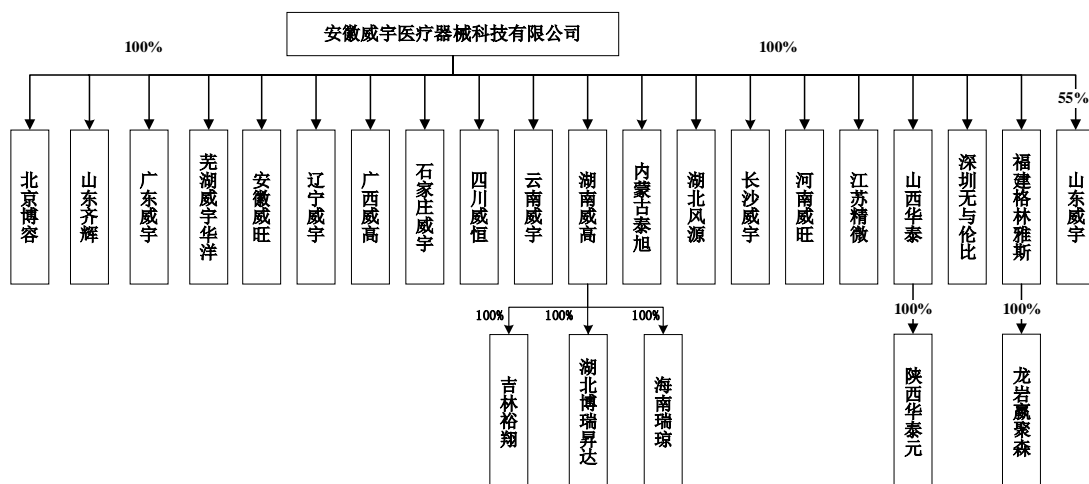 安徽威宇医疗器械科技有限公司
100%
100%
55%
北京博容
山东齐辉
广东威宇
芜湖威宇华洋
安徽威旺
辽宁威宇
广西威高
石家庄威宇
四川威恒
云南威宇
湖南威高
内蒙古泰旭
湖北风源
长沙威宇
河南威旺
江苏精微
山西华泰
深圳无与伦比
福建格林雅斯
山东威宇
100%
100%
100%
100%
100%
吉林裕翔
湖北博瑞昇达
海南瑞琼
陕西华泰元
龙岩赢聚森